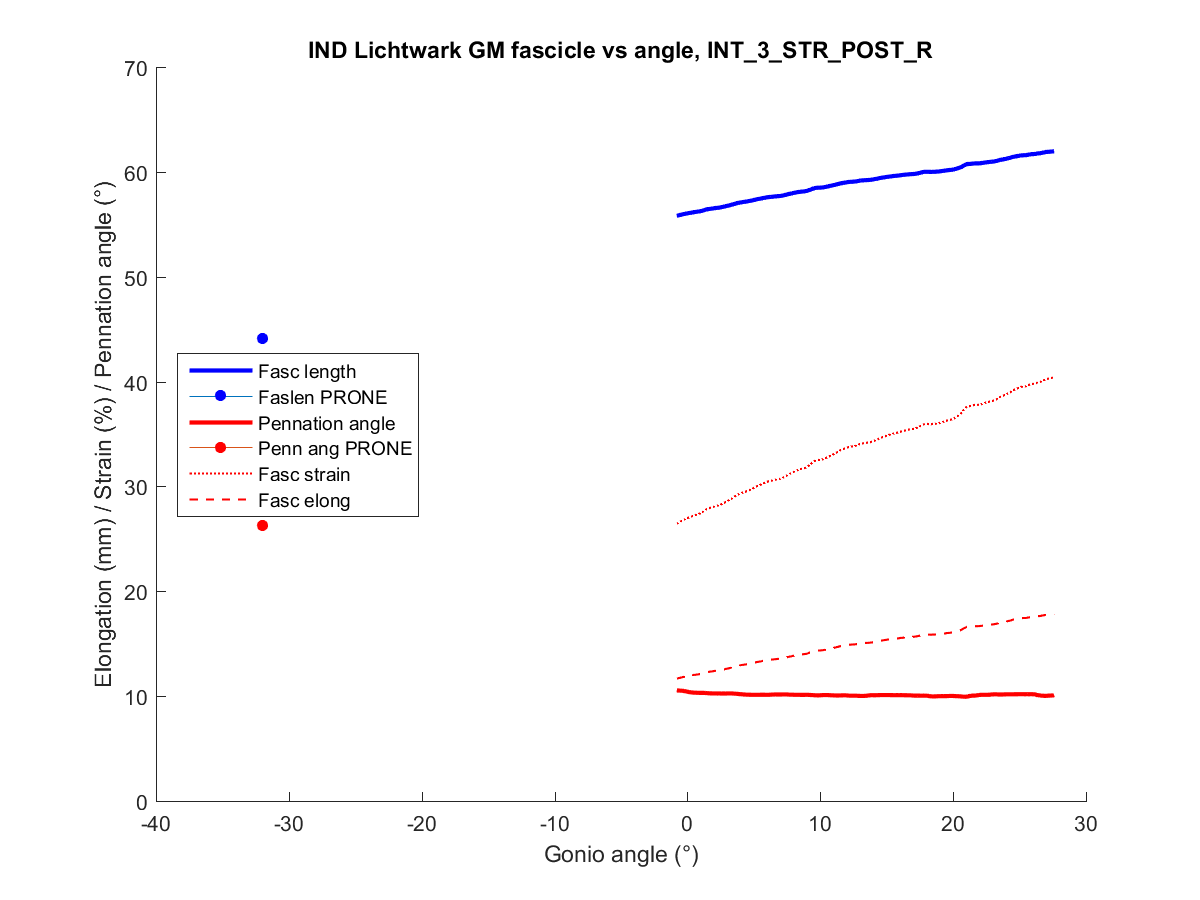 IND Lichtwark GM fascicle vs angle, INT_3_STR_POST_R
Elongation (mm) / Strain (%) / Pennation angle (°)
70
60
50
40
30
20
10
0
Fasc length
Faslen PRONE
Pennation angle
Penn ang PRONE
Fasc strain
Fasc elong
-40 -30 -20 -10 0 10 20 30
Gonio angle (°)